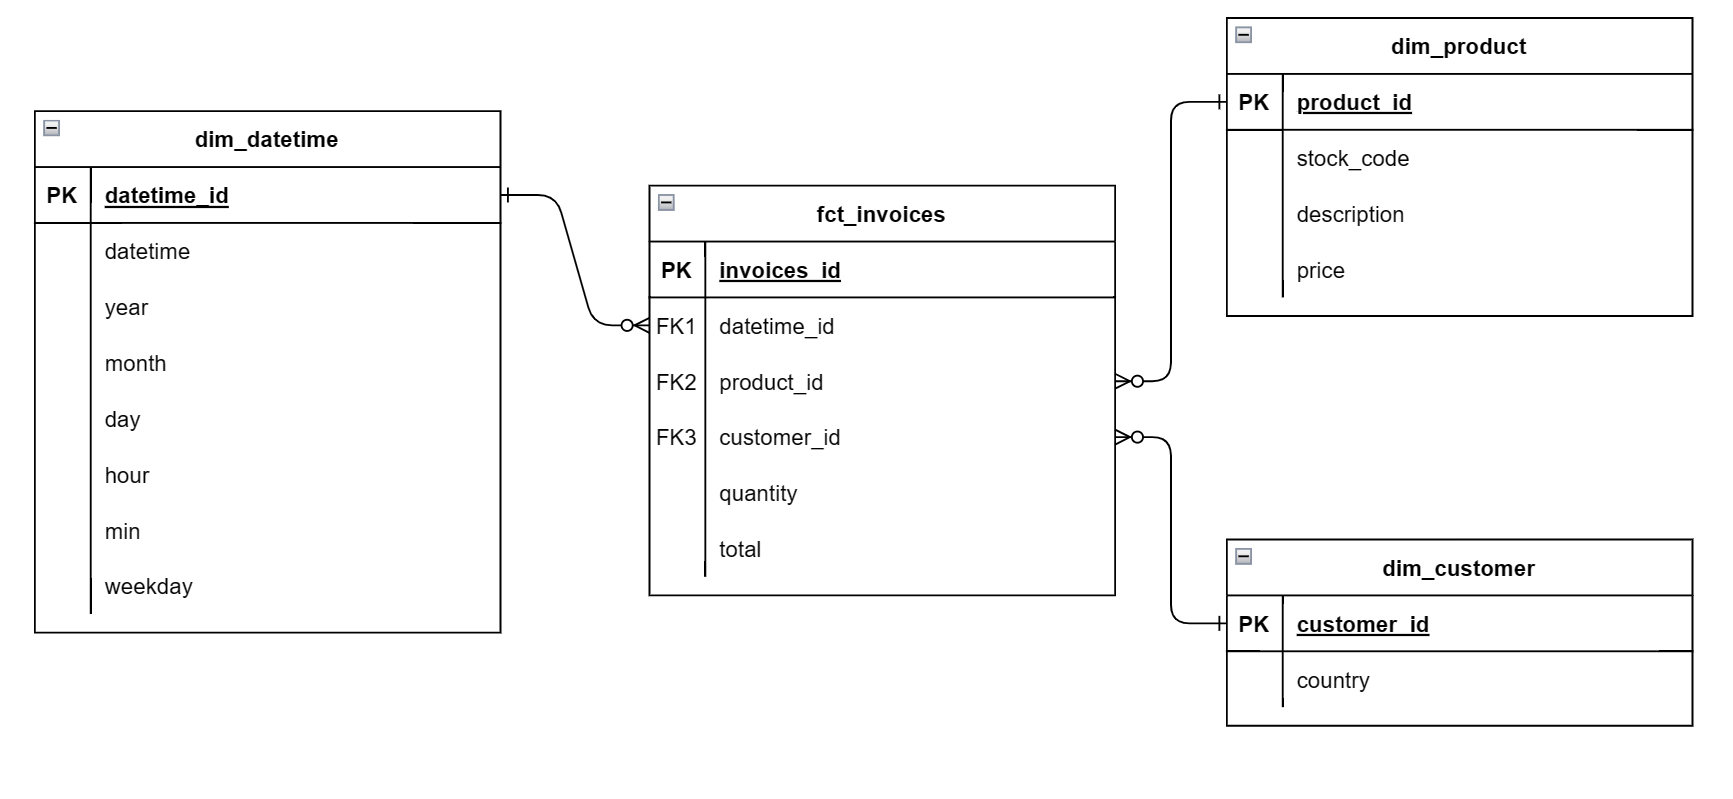 dim_datetime
PK datetime_id
datetime
year
month
day
hour
min
weekday
fct_invoices
PK invoices_id
FK1 datetime_id
FK2 product_id
FK3 customer_id
quantity
total
dim_product
PK product_id
stock_code
description
price
dim_customer
PK customer_id
country